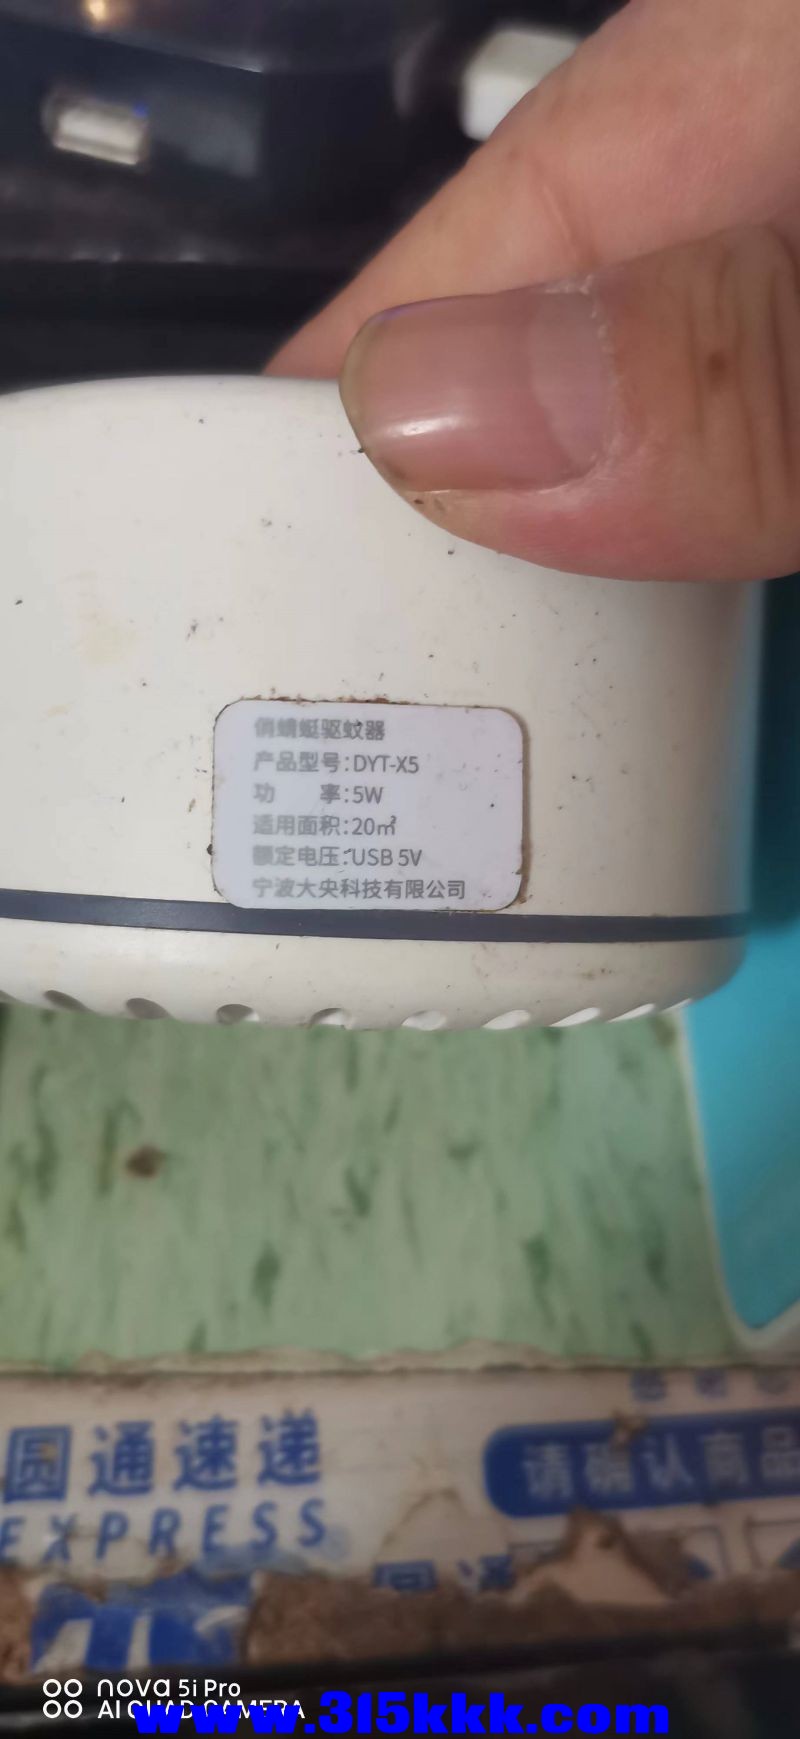 俏蜻蜓驱蚊器
产品型号:DYT-X5
功 率:5W
适用面积:20㎡
额定电压:USB 5V
宁波大央科技有限公司
圆通速递
EXPRESS
请确认商品
圆通
nova 5i Pro
AI QUAD CAMERA
www.315kkk.com